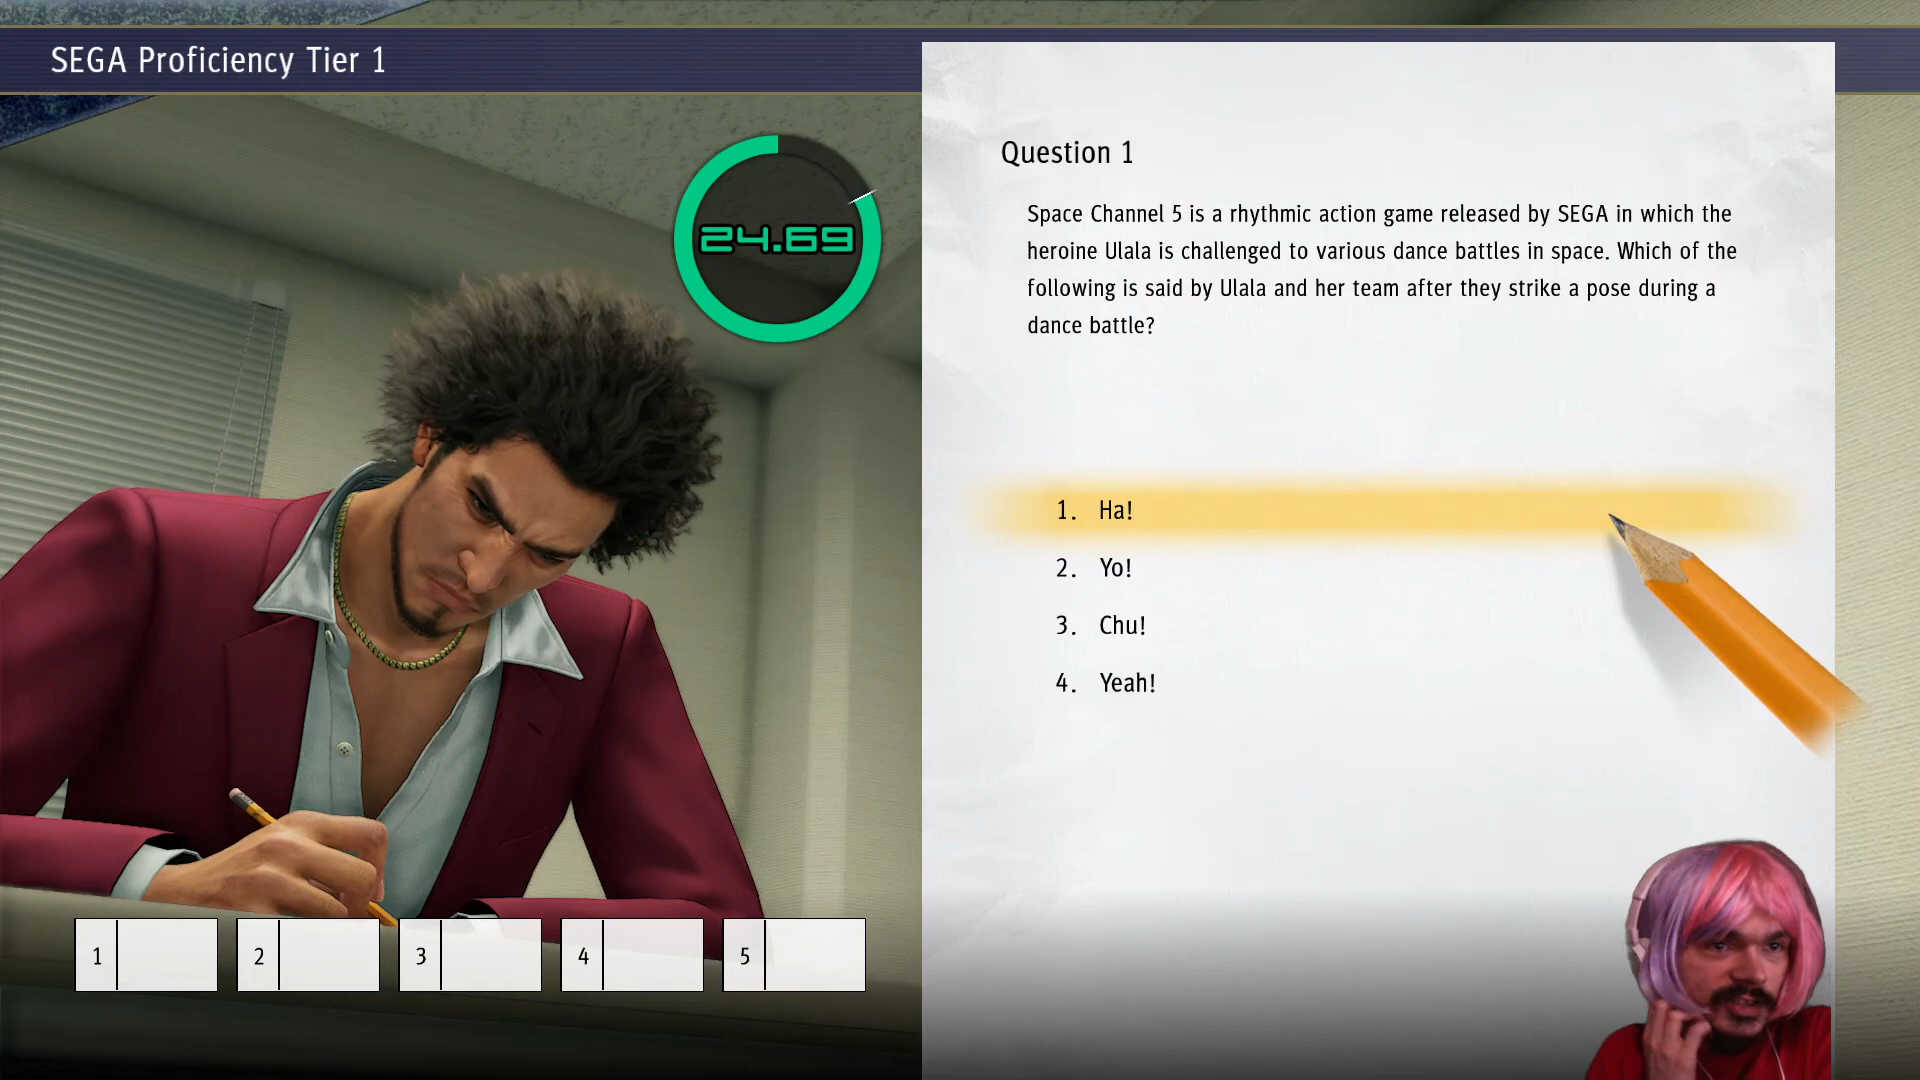 SEGA Proficiency Tier 1
24.69
Question 1
Space Channel 5 is a rhythmic action game released by SEGA in which the
heroine Ulala is challenged to various dance battles in space. Which of the
following is said by Ulala and her team after they strike a pose during a
dance battle?
1. Ha!
2. Yo!
3. Chu!
4. Yeah!
1 2 3 4 5